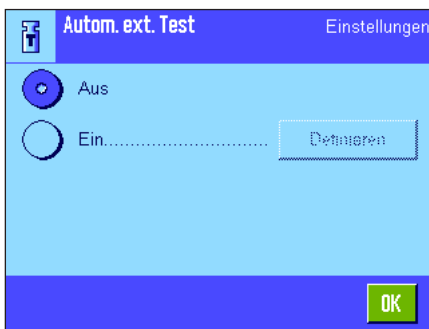 T
Autom. ext. Test
Einstellungen
Aus
Ein............................
Definieren
OK